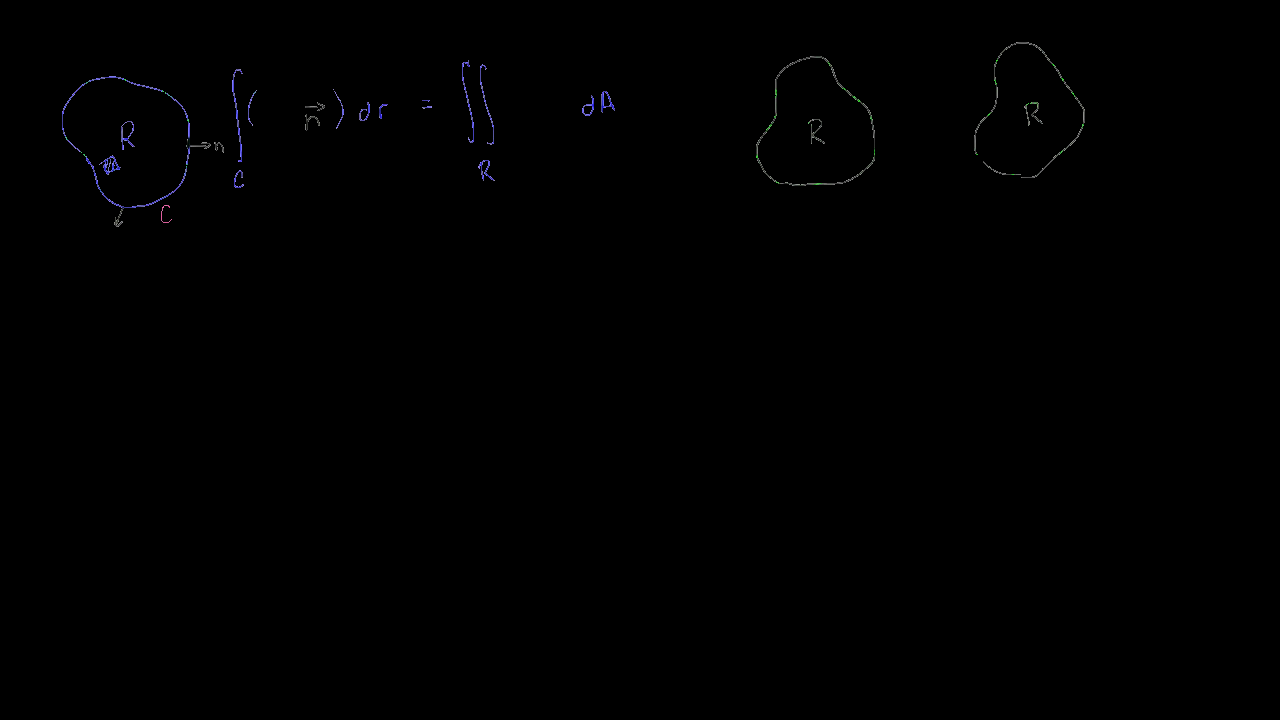 R
n
C
∫ ( n⃗ ) dr = ∬ dA
C R
R
R